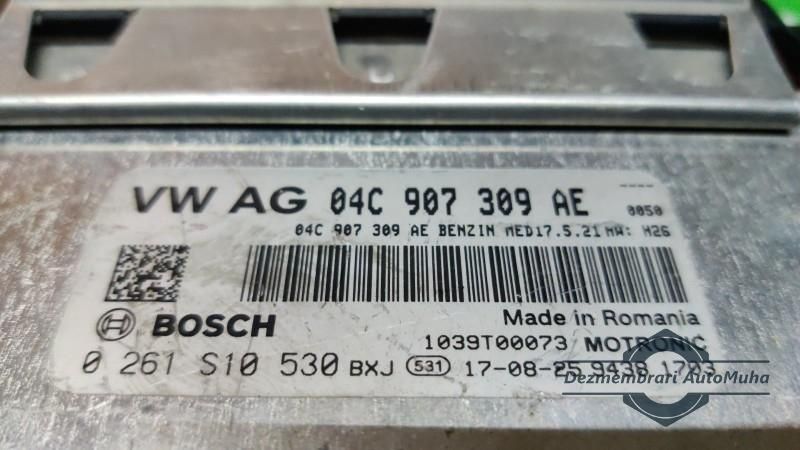 ----
VW AG 04C 907 309 AE 0050
04C 907 309 AE BENZIN MED17.5.21 HW: H26
Made in Romania
BOSCH 1039T00073 MOTRONIC
0 261 S10 530 BXJ 531 17-08-25 9438 1703
Dezmembrari AutoMuha